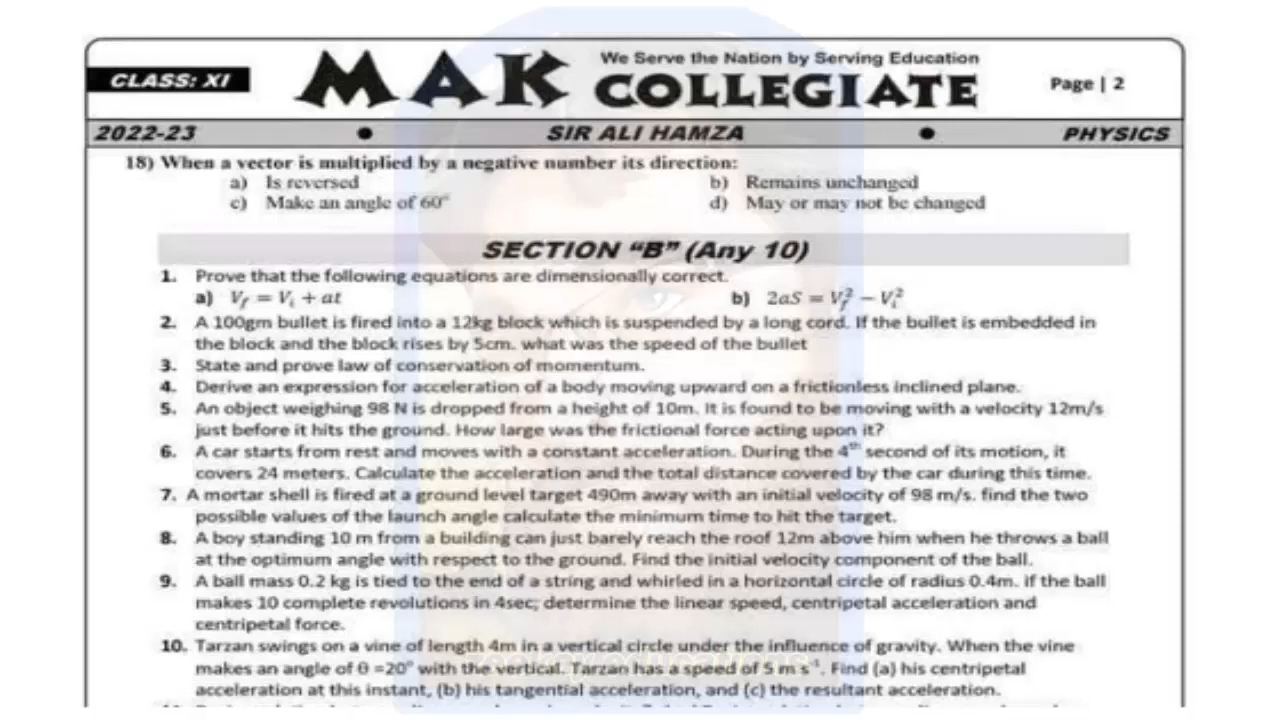 We Serve the Nation by Serving Education
CLASS: XI
MAK COLLEGIATE
Page | 2
2022-23 ● SIR ALI HAMZA ● PHYSICS
18) When a vector is multiplied by a negative number its direction:
a) Is reversed b) Remains unchanged
c) Make an angle of 60° d) May or may not be changed
SECTION “B” (Any 10)
1. Prove that the following equations are dimensionally correct.
a) V_f = V_i + at b) 2aS = V_f^2 − V_i^2
2. A 100gm bullet is fired into a 12kg block which is suspended by a long cord. If the bullet is embedded in
the block and the block rises by 5cm. what was the speed of the bullet
3. State and prove law of conservation of momentum.
4. Derive an expression for acceleration of a body moving upward on a frictionless inclined plane.
5. An object weighing 98 N is dropped from a height of 10m. It is found to be moving with a velocity 12m/s
just before it hits the ground. How large was the frictional force acting upon it?
6. A car starts from rest and moves with a constant acceleration. During the 4th second of its motion, it
covers 24 meters. Calculate the acceleration and the total distance covered by the car during this time.
7. A mortar shell is fired at a ground level target 490m away with an initial velocity of 98 m/s. find the two
possible values of the launch angle calculate the minimum time to hit the target.
8. A boy standing 10 m from a building can just barely reach the roof 12m above him when he throws a ball
at the optimum angle with respect to the ground. Find the initial velocity component of the ball.
9. A ball mass 0.2 kg is tied to the end of a string and whirled in a horizontal circle of radius 0.4m. if the ball
makes 10 complete revolutions in 4sec; determine the linear speed, centripetal acceleration and
centripetal force.
10. Tarzan swings on a vine of length 4m in a vertical circle under the influence of gravity. When the vine
makes an angle of θ =20° with the vertical. Tarzan has a speed of 5 m s⁻¹. Find (a) his centripetal
acceleration at this instant, (b) his tangential acceleration, and (c) the resultant acceleration.